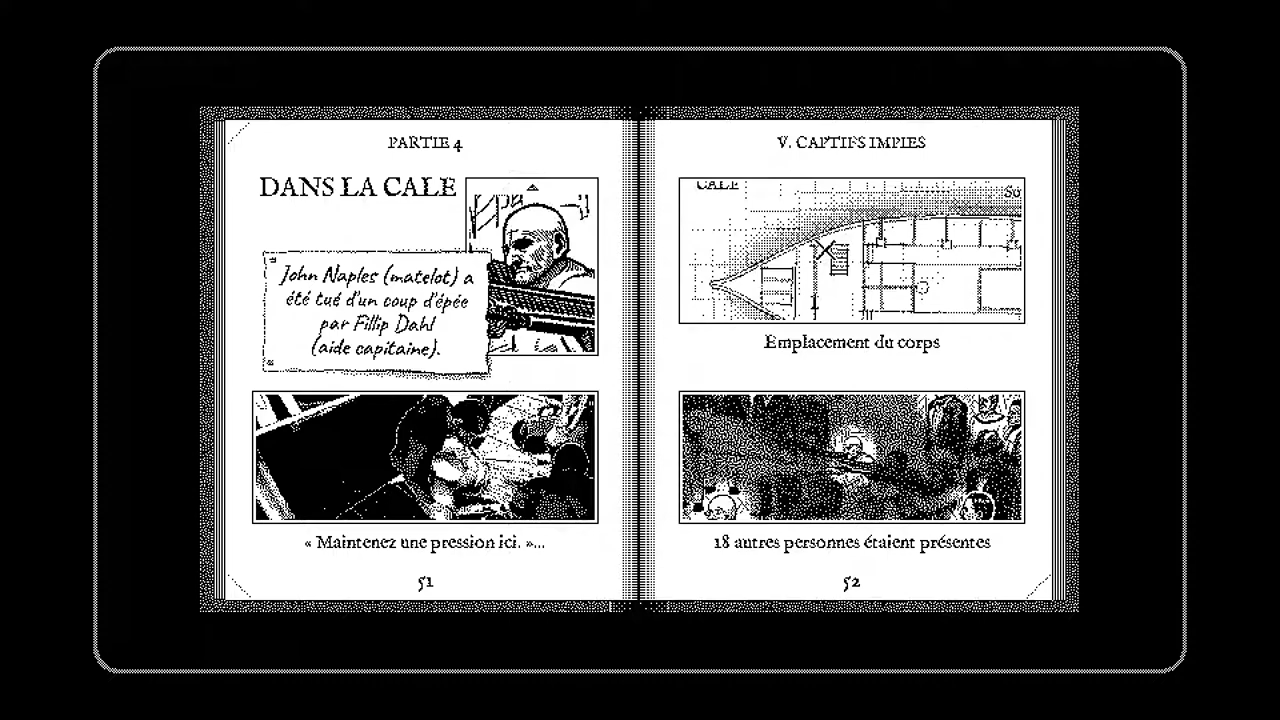 PARTIE 4
DANS LA CALE
John Naples (matelot) a
été tué d'un coup d'épée
par Fillip Dahl
(aide capitaine).
« Maintenez une pression ici. »...
51
V. CAPTIFS IMPIES
CALE
So
Emplacement du corps
18 autres personnes étaient présentes
52